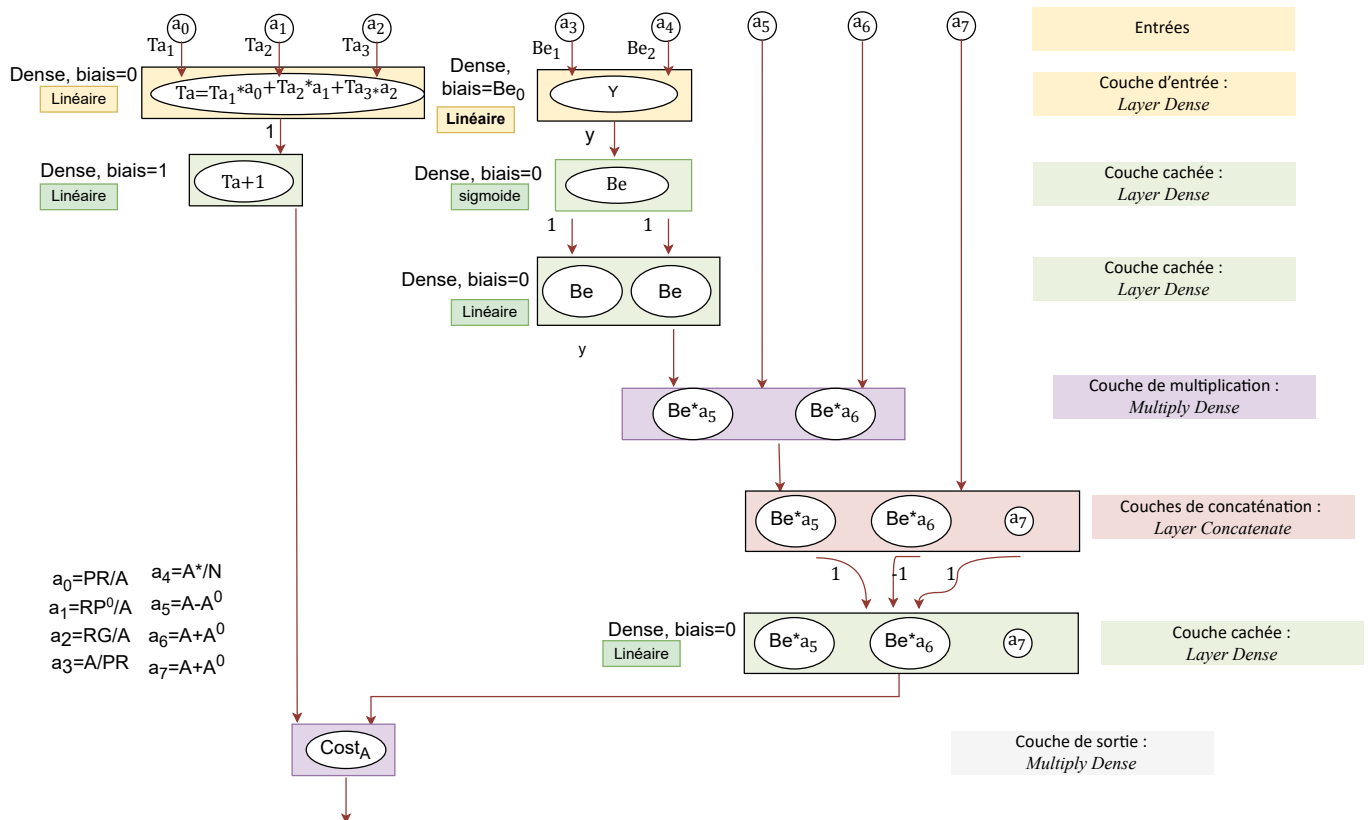 a0 a1 a2 a3 a4 a5 a6 a7 Entrées
Ta1 Ta2 Ta3 Be1 Be2
Dense, biais=0
Linéaire
Ta=Ta1*a0+Ta2*a1+Ta3*a2
Dense,
biais=Be0
Linéaire
Y
Couche d'entrée :
Layer Dense
1
y
Dense, biais=1
Linéaire
Ta+1
Dense, biais=0
sigmoide
Be
Couche cachée :
Layer Dense
1 1
Dense, biais=0
Linéaire
Be Be
Couche cachée :
Layer Dense
y
Be*a5 Be*a6
Couche de multiplication :
Multiply Dense
Be*a5 Be*a6 a7
Couches de concaténation :
Layer Concatenate
1 -1 1
a0=PR/A a4=A*/N
a1=RP⁰/A a5=A-A⁰
a2=RG/A a6=A+A⁰
a3=A/PR a7=A+A⁰
Dense, biais=0
Linéaire
Be*a5 Be*a6 a7
Couche cachée :
Layer Dense
CostA
Couche de sortie :
Multiply Dense